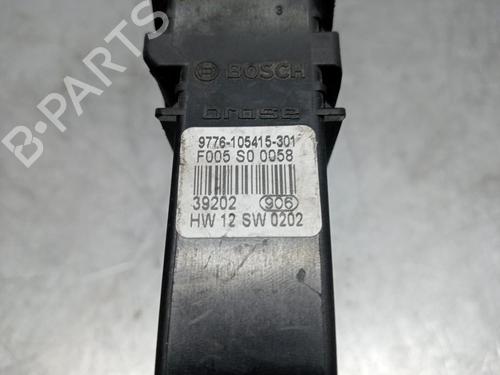 BOSCH
brose
9776-105415-301
F005 S0 0058
39202 906
HW 12 SW 0202
B-PARTS